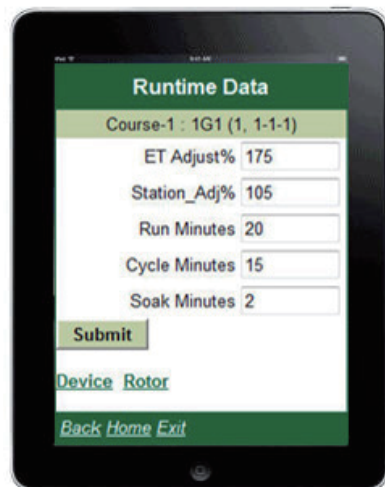 Runtime Data
Course-1 : 1G1 (1, 1-1-1)
ET Adjust% 175
Station_Adj% 105
Run Minutes 20
Cycle Minutes 15
Soak Minutes 2
Submit
Device Rotor
Back Home Exit